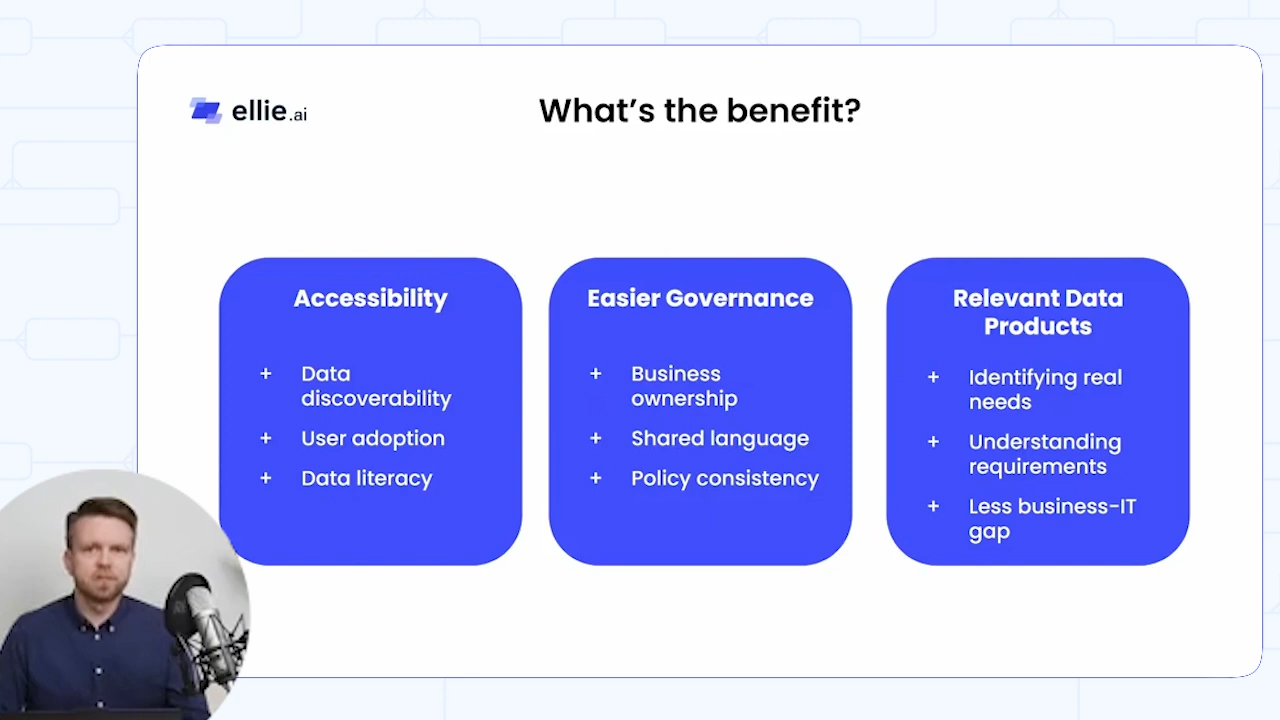 ellie.ai
What's the benefit?
Accessibility
+ Data
discoverability
+ User adoption
+ Data literacy
Easier Governance
+ Business
ownership
+ Shared language
+ Policy consistency
Relevant Data
Products
+ Identifying real
needs
+ Understanding
requirements
+ Less business-IT
gap